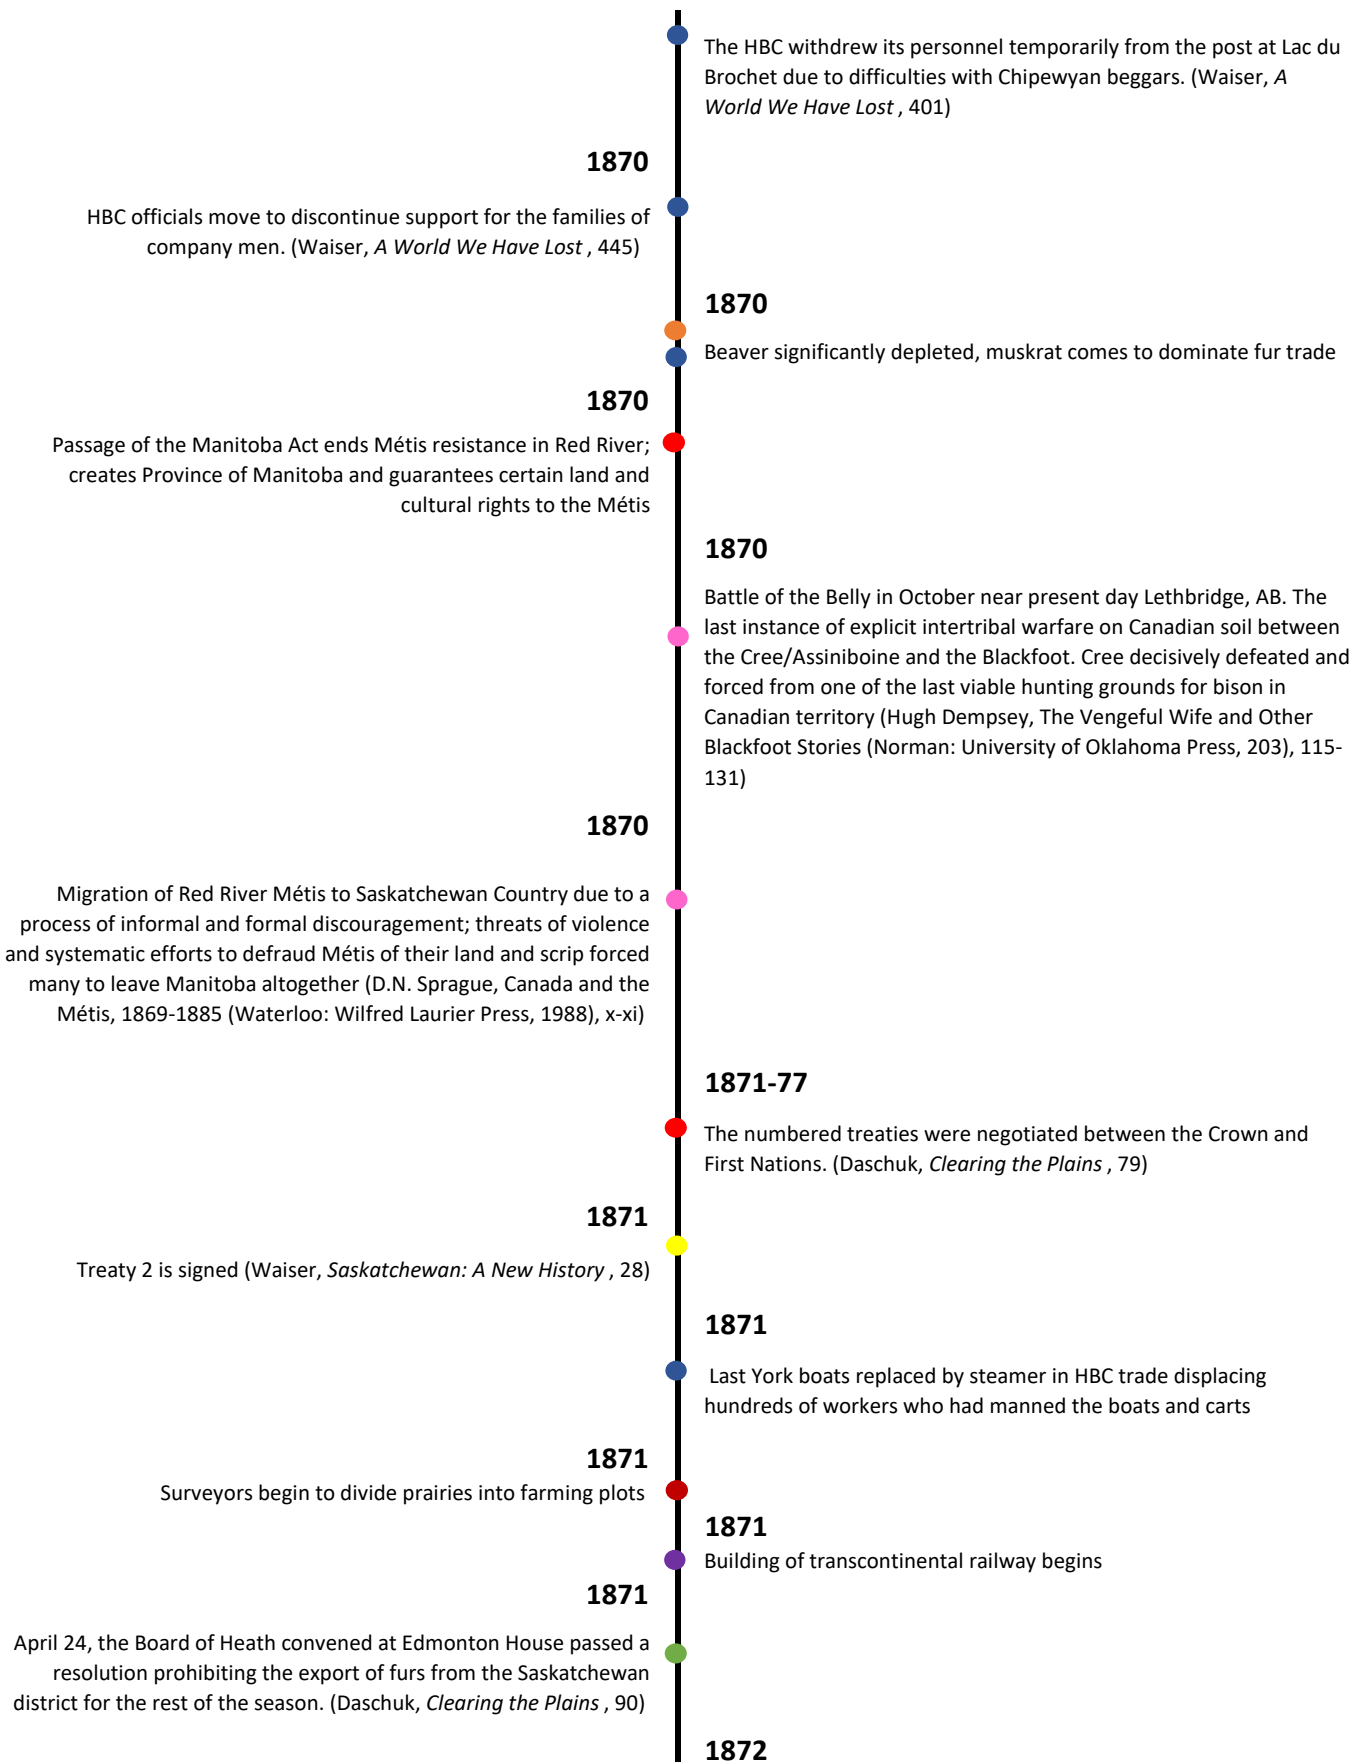 The HBC withdrew its personnel temporarily from the post at Lac du
Brochet due to difficulties with Chipewyan beggars. (Waiser, A
World We Have Lost , 401)
1870
HBC officials move to discontinue support for the families of
company men. (Waiser, A World We Have Lost , 445)
1870
Beaver significantly depleted, muskrat comes to dominate fur trade
1870
Passage of the Manitoba Act ends Métis resistance in Red River;
creates Province of Manitoba and guarantees certain land and
cultural rights to the Métis
1870
Battle of the Belly in October near present day Lethbridge, AB. The
last instance of explicit intertribal warfare on Canadian soil between
the Cree/Assiniboine and the Blackfoot. Cree decisively defeated and
forced from one of the last viable hunting grounds for bison in
Canadian territory (Hugh Dempsey, The Vengeful Wife and Other
Blackfoot Stories (Norman: University of Oklahoma Press, 203), 115-
131)
1870
Migration of Red River Métis to Saskatchewan Country due to a
process of informal and formal discouragement; threats of violence
and systematic efforts to defraud Métis of their land and scrip forced
many to leave Manitoba altogether (D.N. Sprague, Canada and the
Métis, 1869-1885 (Waterloo: Wilfred Laurier Press, 1988), x-xi)
1871-77
The numbered treaties were negotiated between the Crown and
First Nations. (Daschuk, Clearing the Plains , 79)
1871
Treaty 2 is signed (Waiser, Saskatchewan: A New History , 28)
1871
Last York boats replaced by steamer in HBC trade displacing
hundreds of workers who had manned the boats and carts
1871
Surveyors begin to divide prairies into farming plots
1871
Building of transcontinental railway begins
1871
April 24, the Board of Heath convened at Edmonton House passed a
resolution prohibiting the export of furs from the Saskatchewan
district for the rest of the season. (Daschuk, Clearing the Plains , 90)
1872